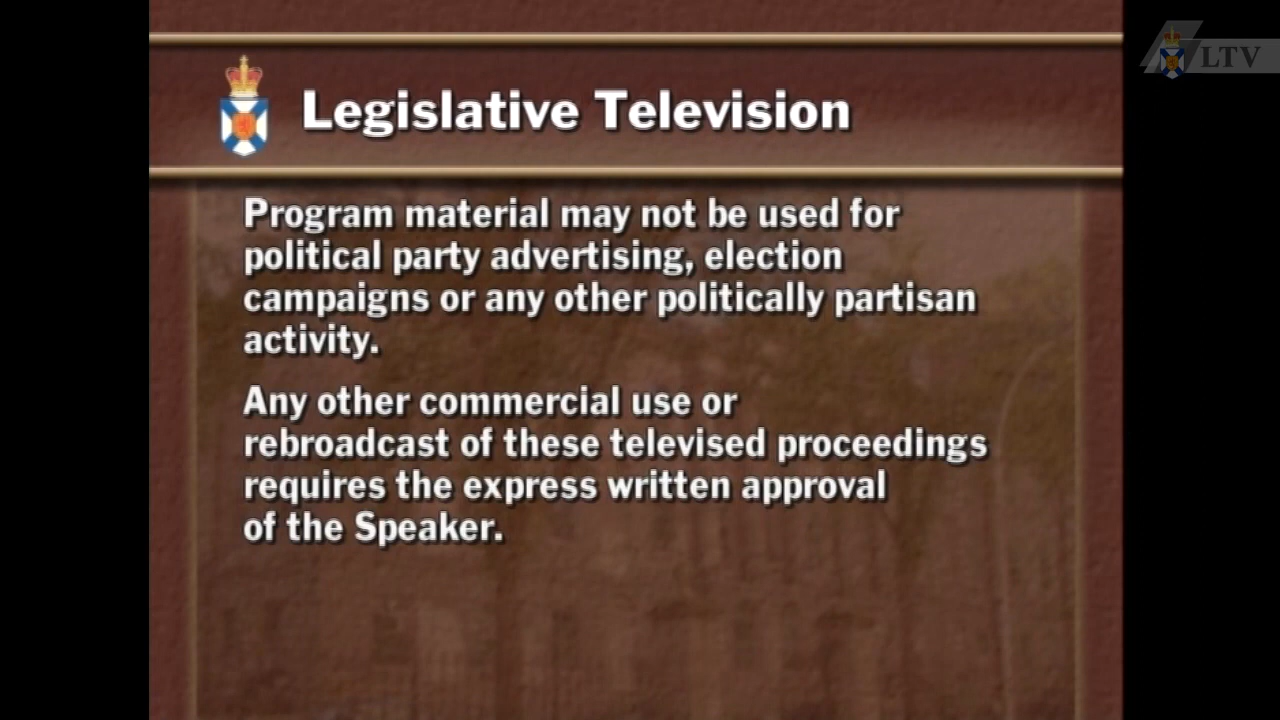 LTV
Legislative Television
Program material may not be used for
political party advertising, election
campaigns or any other politically partisan
activity.
Any other commercial use or
rebroadcast of these televised proceedings
requires the express written approval
of the Speaker.